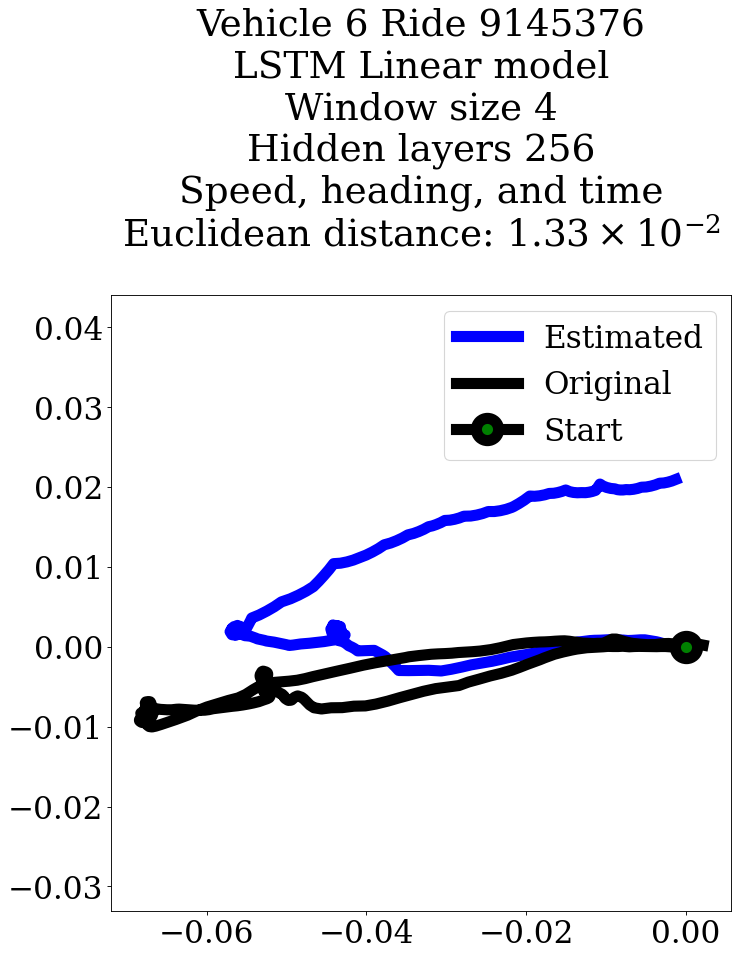 Vehicle 6 Ride 9145376
LSTM Linear model
Window size 4
Hidden layers 256
Speed, heading, and time
Euclidean distance: 1.33 × 10⁻²
Estimated
Original
Start
0.04
0.03
0.02
0.01
0.00
−0.01
−0.02
−0.03
−0.06 −0.04 −0.02 0.00